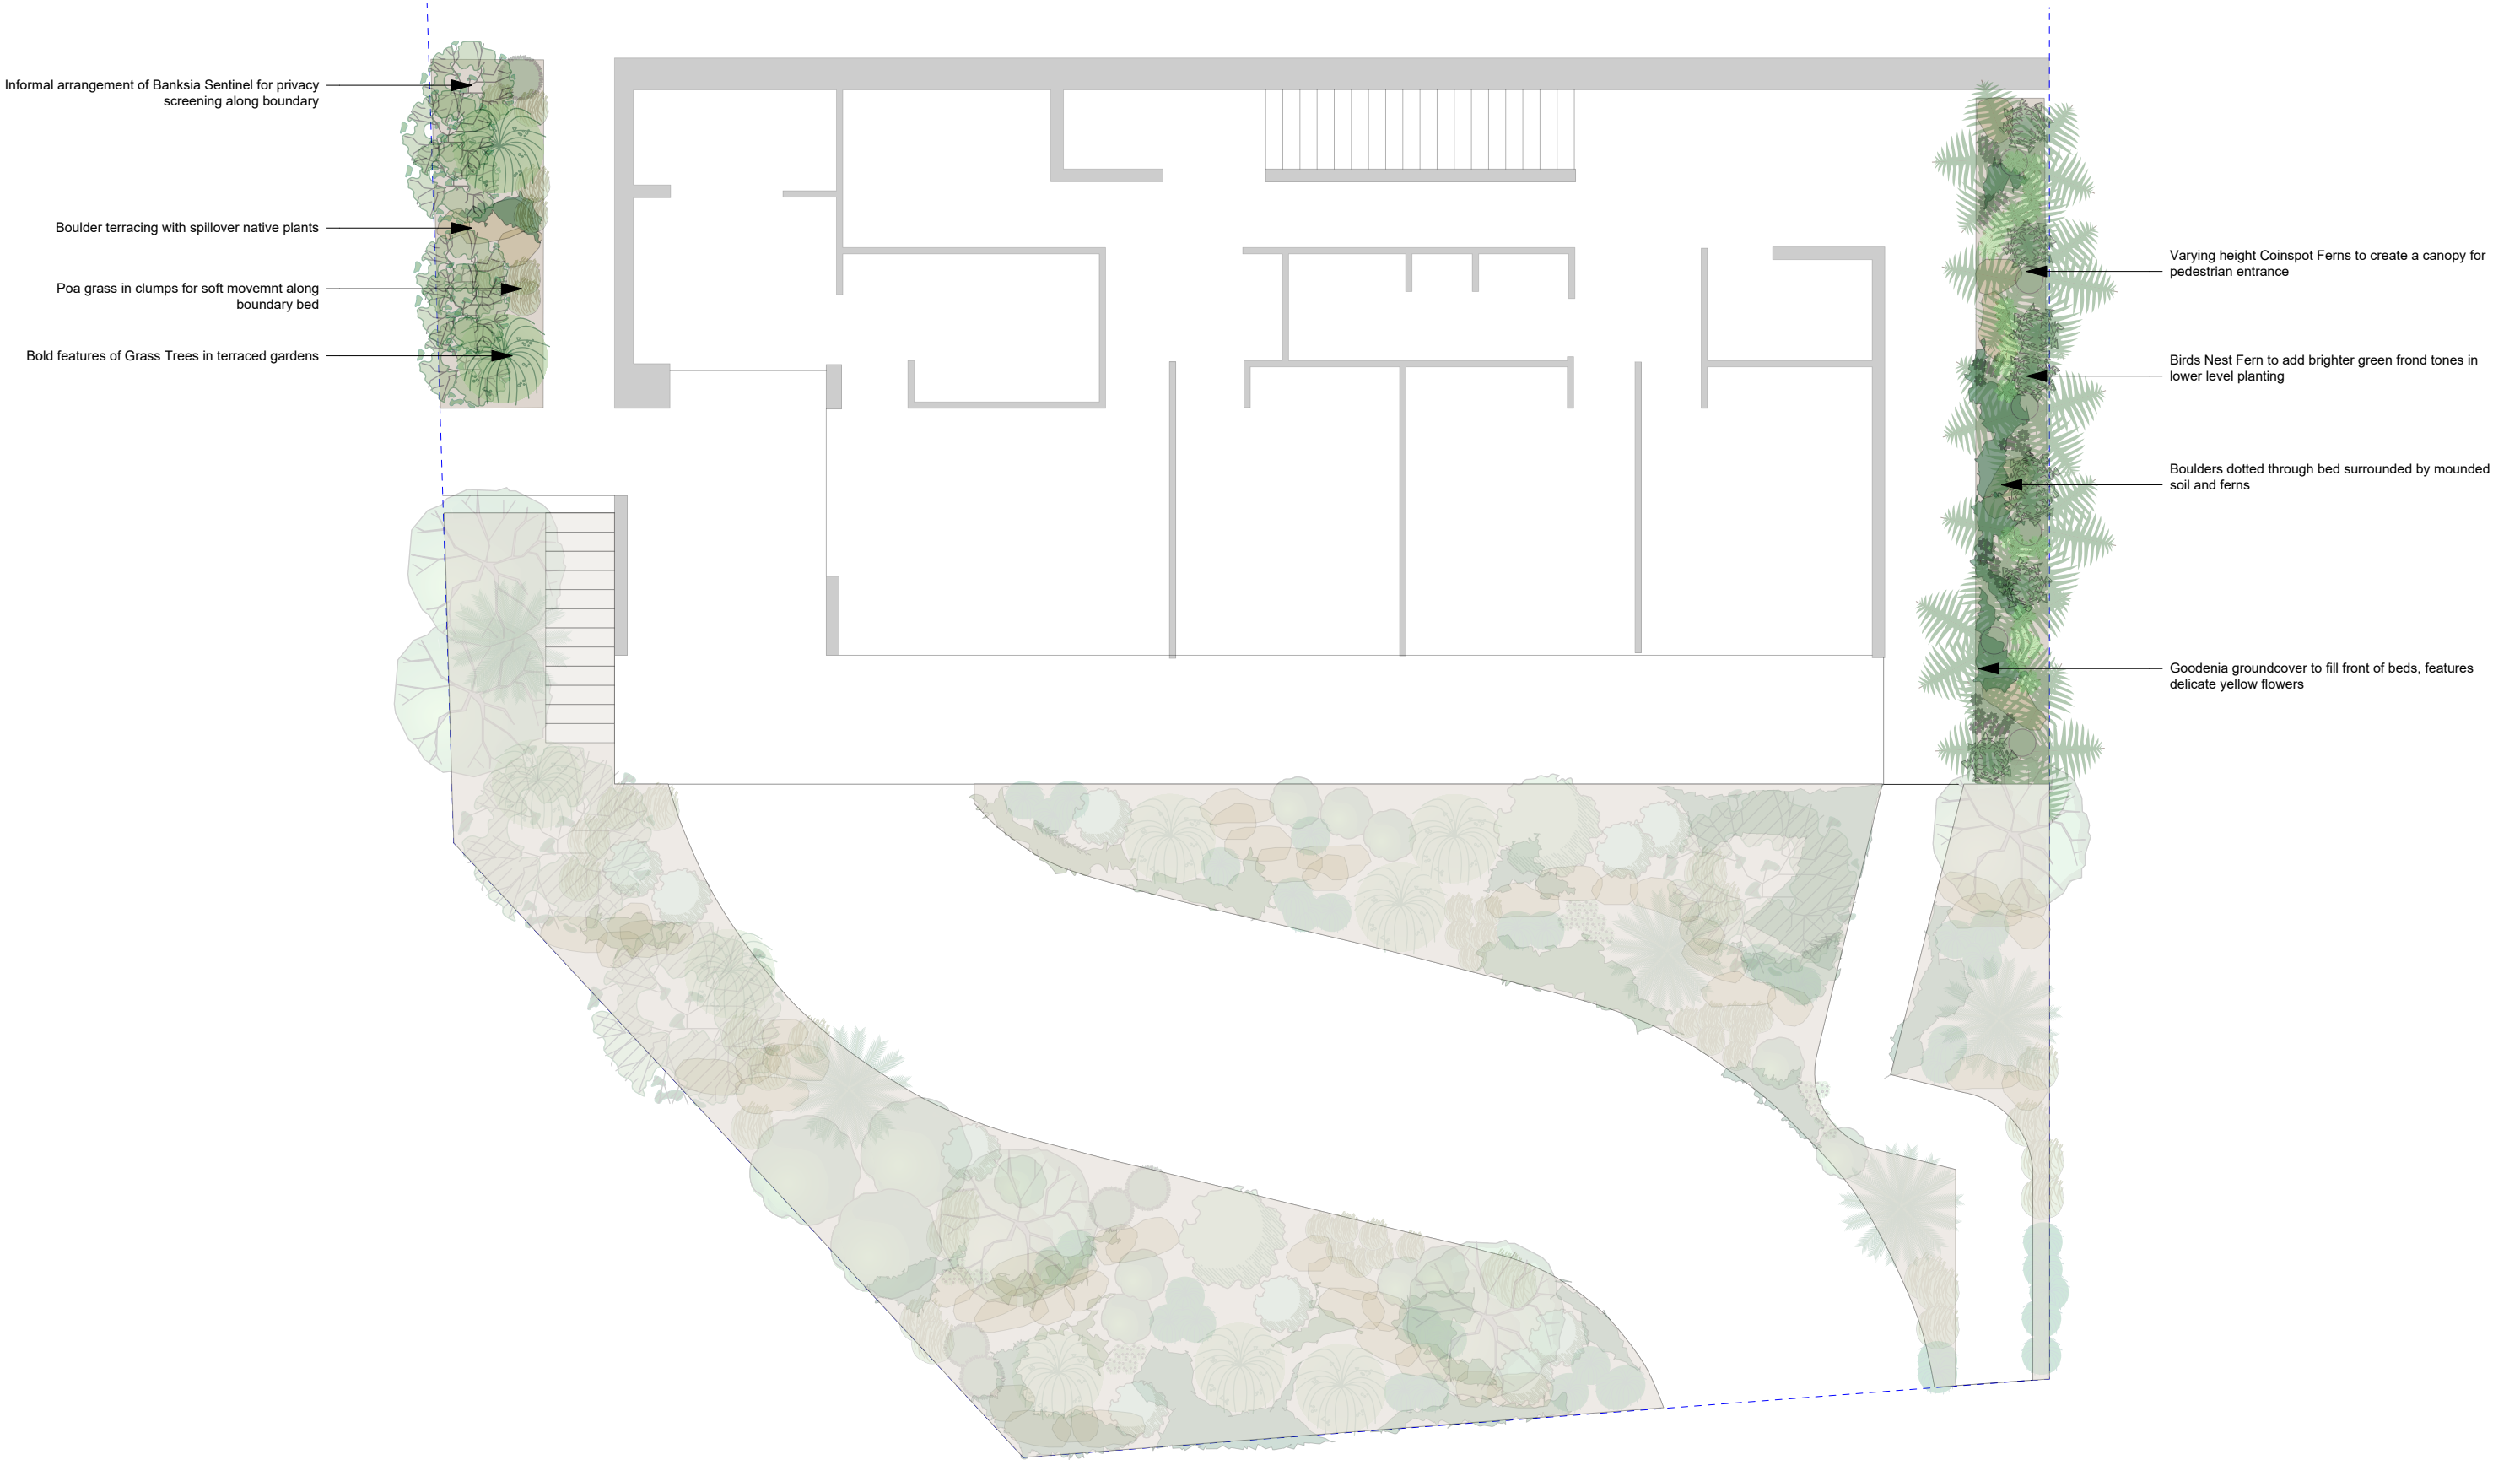 Informal arrangement of Banksia Sentinel for privacy
screening along boundary
Boulder terracing with spillover native plants
Poa grass in clumps for soft movemnt along
boundary bed
Bold features of Grass Trees in terraced gardens
Varying height Coinspot Ferns to create a canopy for
pedestrian entrance
Birds Nest Fern to add brighter green frond tones in
lower level planting
Boulders dotted through bed surrounded by mounded
soil and ferns
Goodenia groundcover to fill front of beds, features
delicate yellow flowers